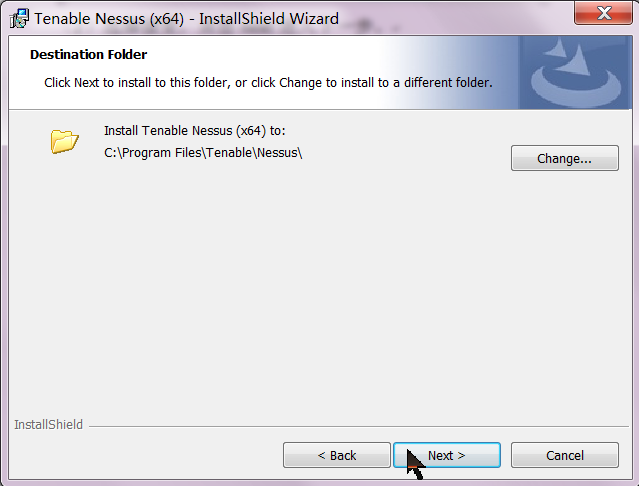 Tenable Nessus (x64) - InstallShield Wizard
Destination Folder
Click Next to install to this folder, or click Change to install to a different folder.
Install Tenable Nessus (x64) to:
C:\Program Files\Tenable\Nessus\
Change...
InstallShield
< Back
Next >
Cancel